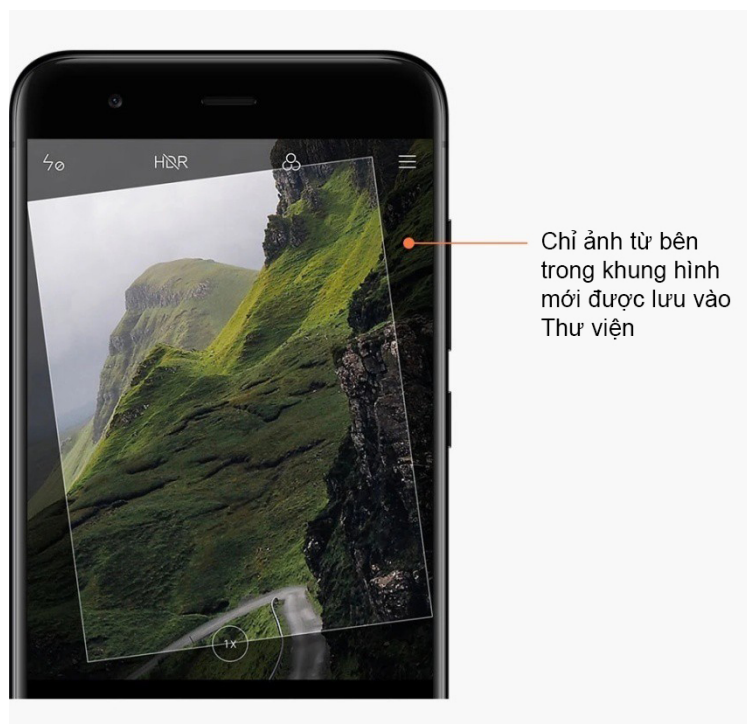 HDR
Chỉ ảnh từ bên
trong khung hình
mới được lưu vào
Thư viện
1X